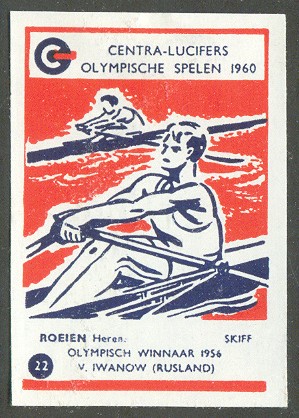 CENTRA-LUCIFERS
OLYMPISCHE SPELEN 1960
ROEIEN Heren. SKIFF
OLYMPISCH WINNAAR 1956
22 V. IWANOW (RUSLAND)